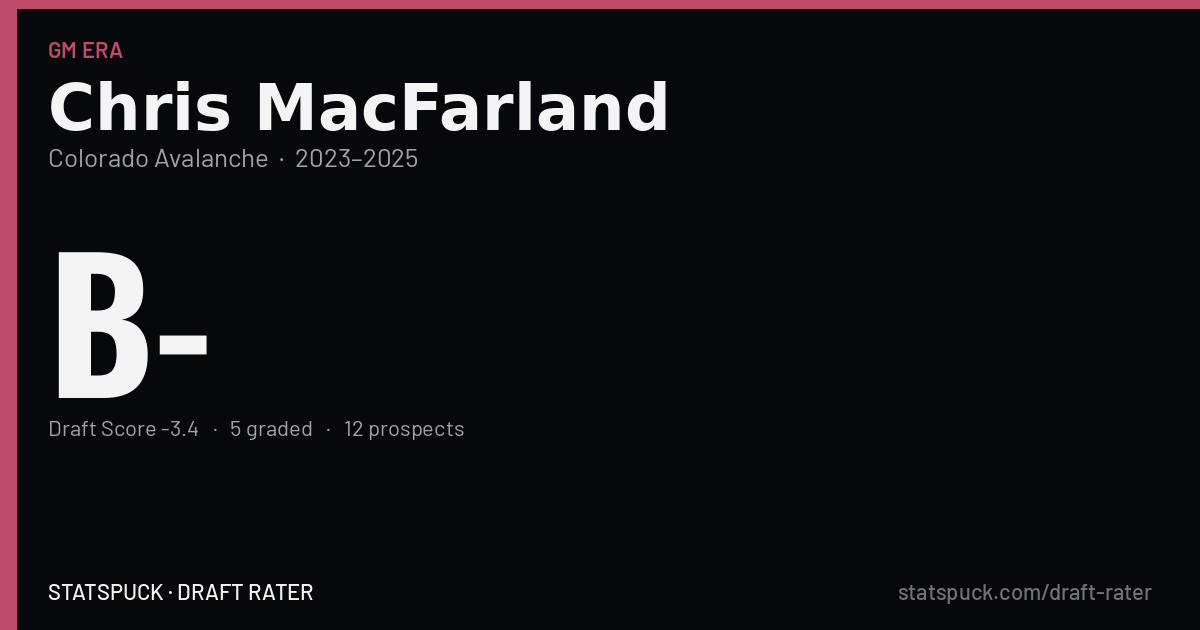 GM ERA
Chris MacFarland
Colorado Avalanche · 2023–2025
B-
Draft Score -3.4 · 5 graded · 12 prospects
STATSPUCK · DRAFT RATER
statspuck.com/draft-rater